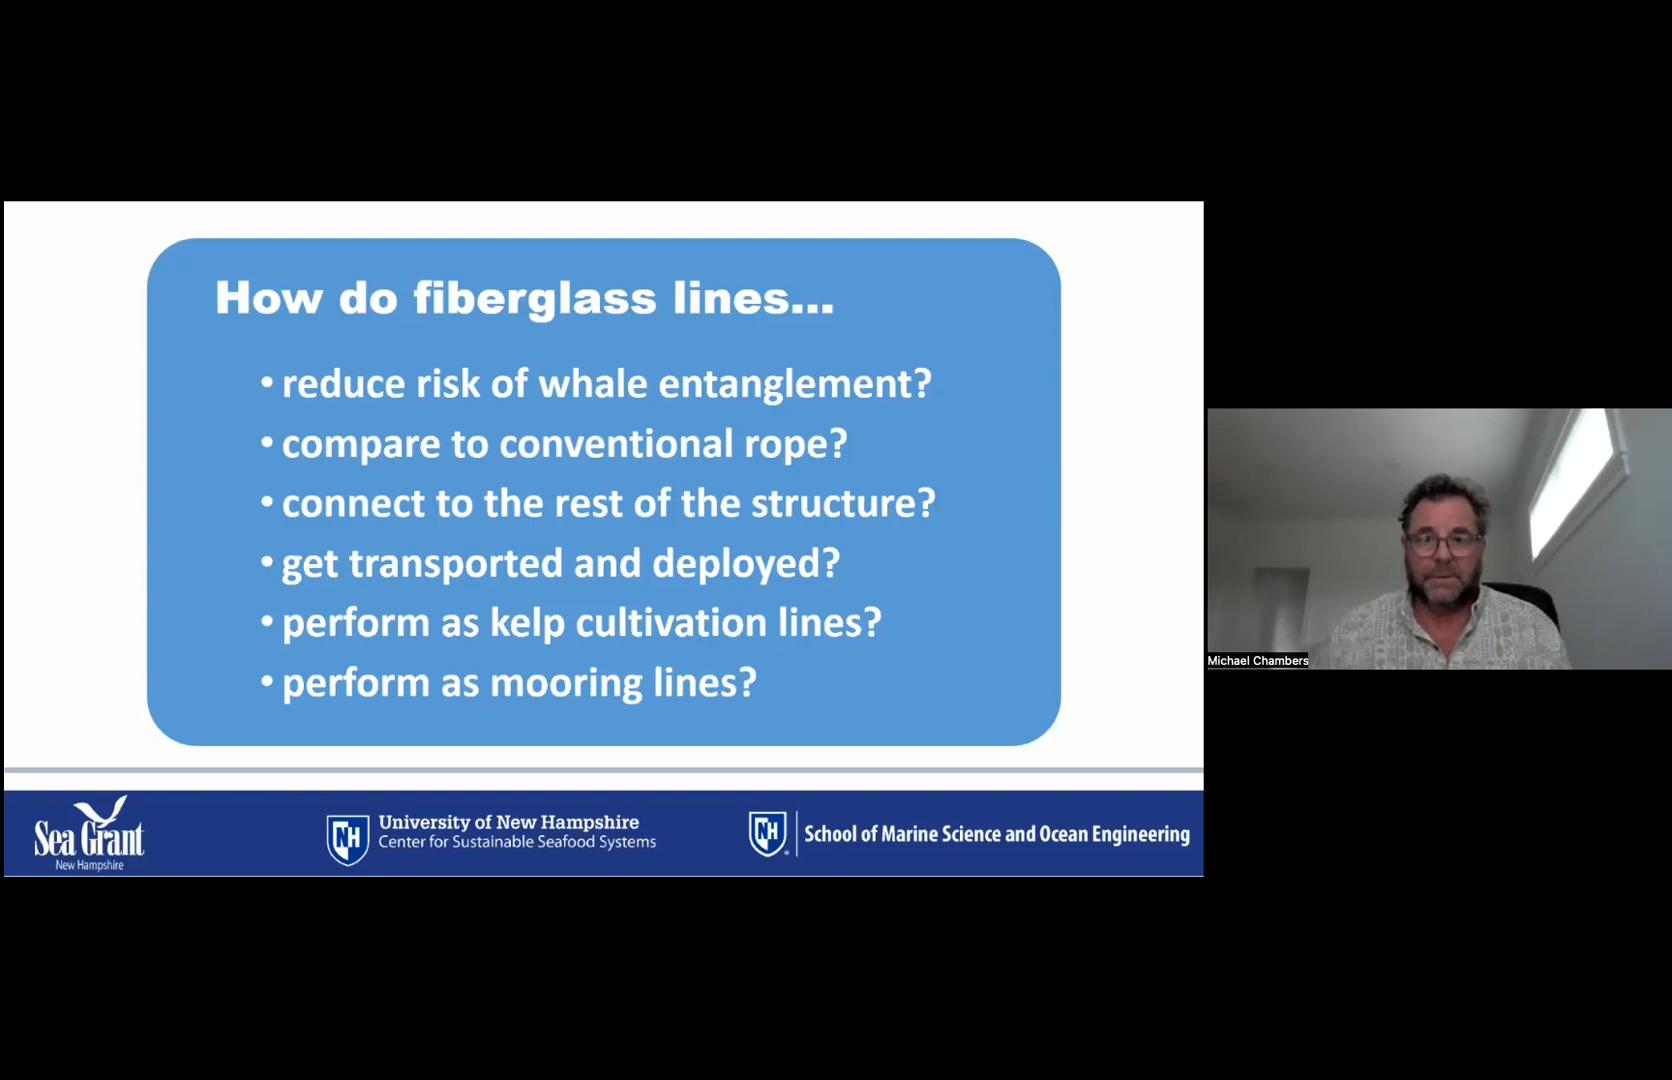 How do fiberglass lines...
• reduce risk of whale entanglement?
• compare to conventional rope?
• connect to the rest of the structure?
• get transported and deployed?
• perform as kelp cultivation lines?
• perform as mooring lines?
Michael Chambers
Sea Grant
New Hampshire
NH
University of New Hampshire
Center for Sustainable Seafood Systems
NH
School of Marine Science and Ocean Engineering